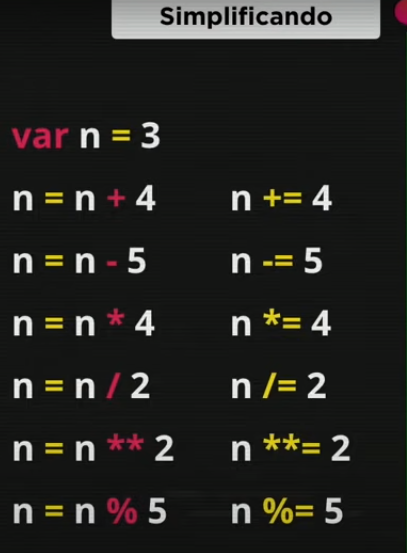 Simplificando
var n = 3
n = n + 4 n += 4
n = n - 5 n -= 5
n = n * 4 n *= 4
n = n / 2 n /= 2
n = n ** 2 n **= 2
n = n % 5 n %= 5